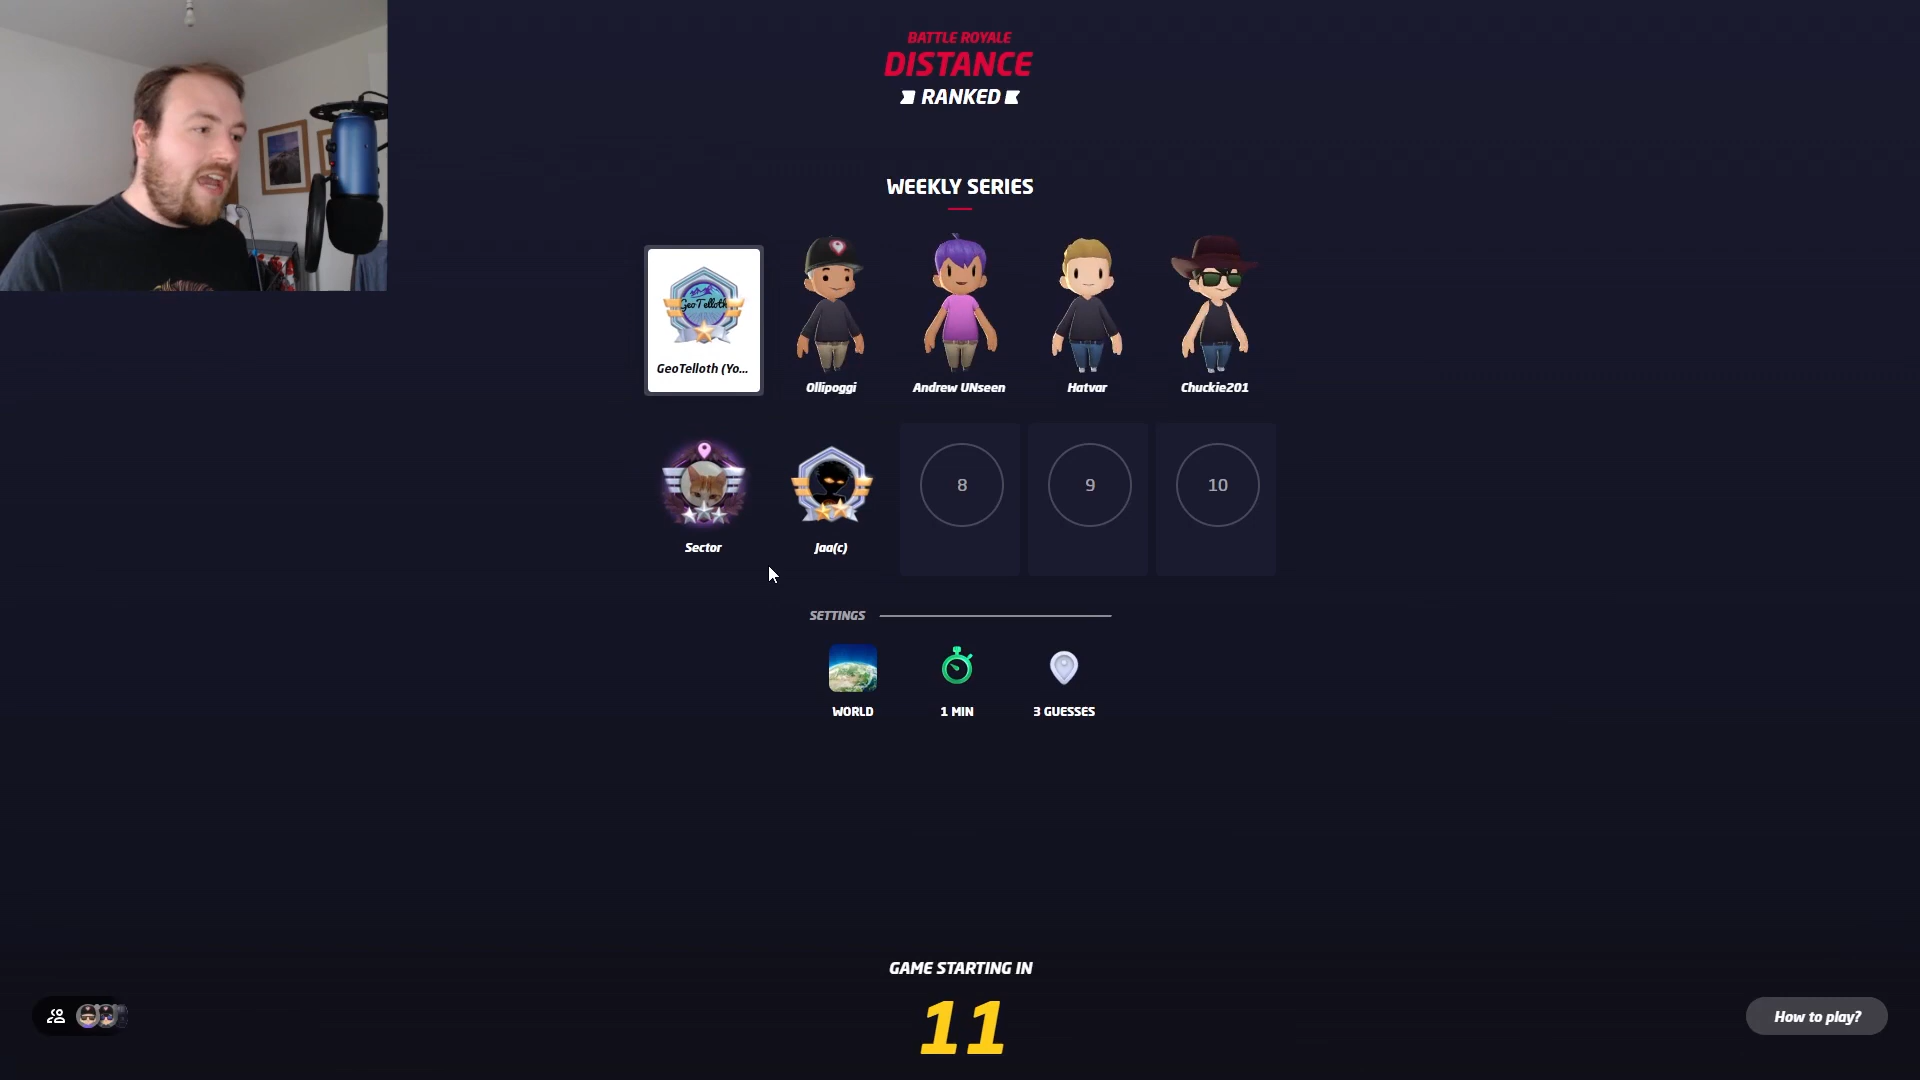 BATTLE ROYALE
DISTANCE
RANKED
WEEKLY SERIES
GeoTelloth
GeoTelloth (Yo...
Ollipoggi
Andrew UNseen
Hatvar
Chuckie201
Sector
Jaa(c)
8
9
10
SETTINGS
WORLD
1 MIN
3 GUESSES
GAME STARTING IN
11
How to play?